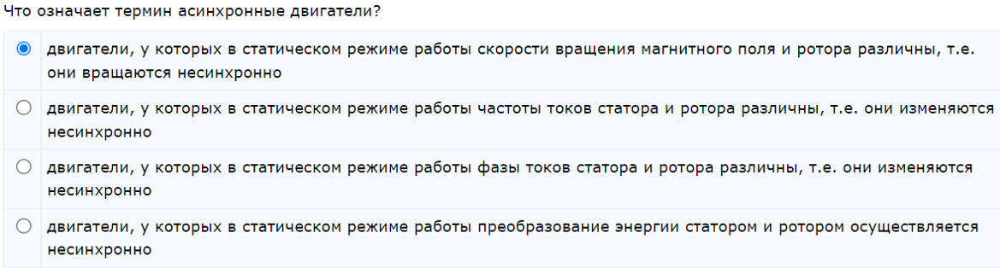 Что означает термин асинхронные двигатели?
двигатели, у которых в статическом режиме работы скорости вращения магнитного поля и ротора различны, т.е.
они вращаются несинхронно
двигатели, у которых в статическом режиме работы частоты токов статора и ротора различны, т.е. они изменяются
несинхронно
двигатели, у которых в статическом режиме работы фазы токов статора и ротора различны, т.е. они изменяются
несинхронно
двигатели, у которых в статическом режиме работы преобразование энергии статором и ротором осуществляется
несинхронно